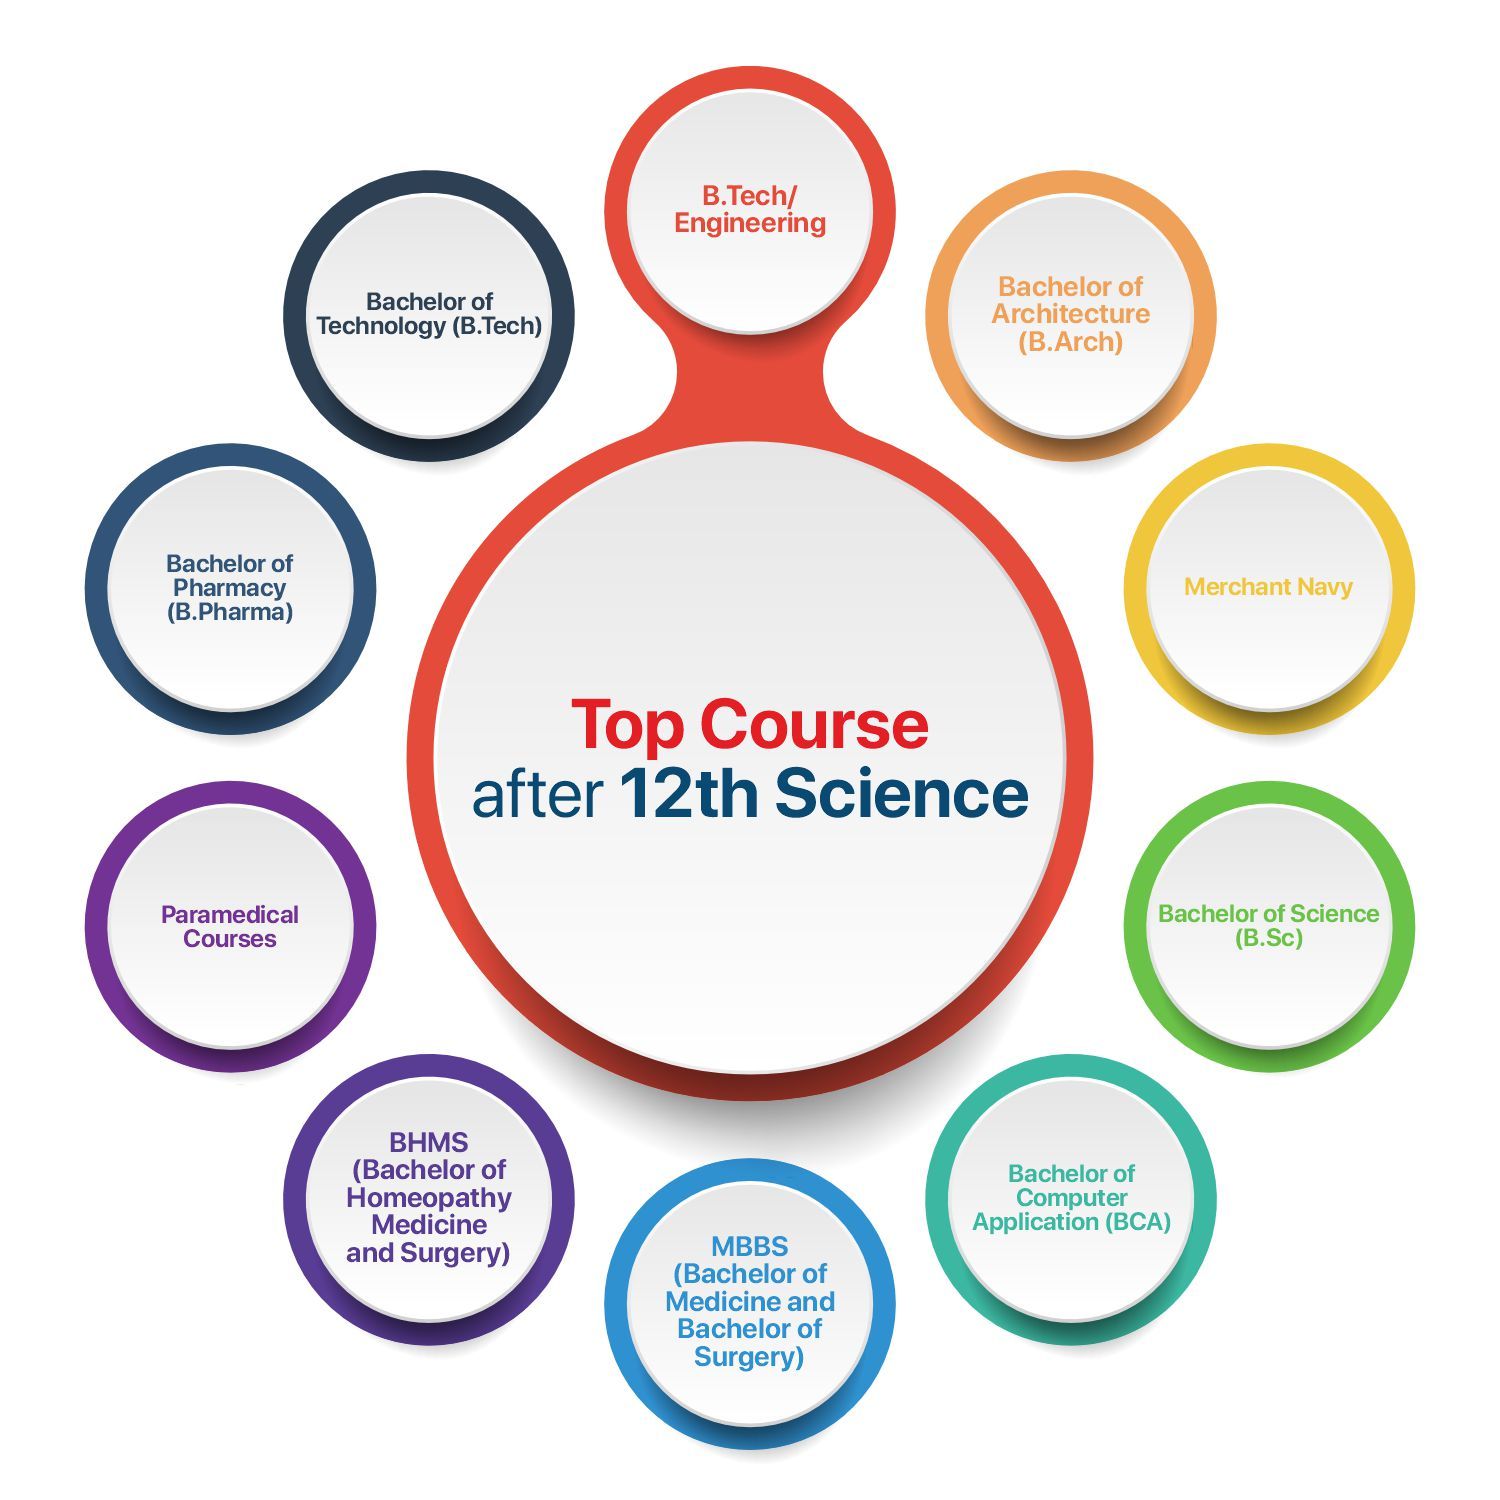 B.Tech/
Engineering
Bachelor of
Architecture
(B.Arch)
Merchant Navy
Bachelor of Science
(B.Sc)
Bachelor of
Computer
Application (BCA)
MBBS
(Bachelor of
Medicine and
Bachelor of
Surgery)
BHMS
(Bachelor of
Homeopathy
Medicine
and Surgery)
Paramedical
Courses
Bachelor of
Pharmacy
(B.Pharma)
Bachelor of
Technology (B.Tech)
Top Course
after 12th Science